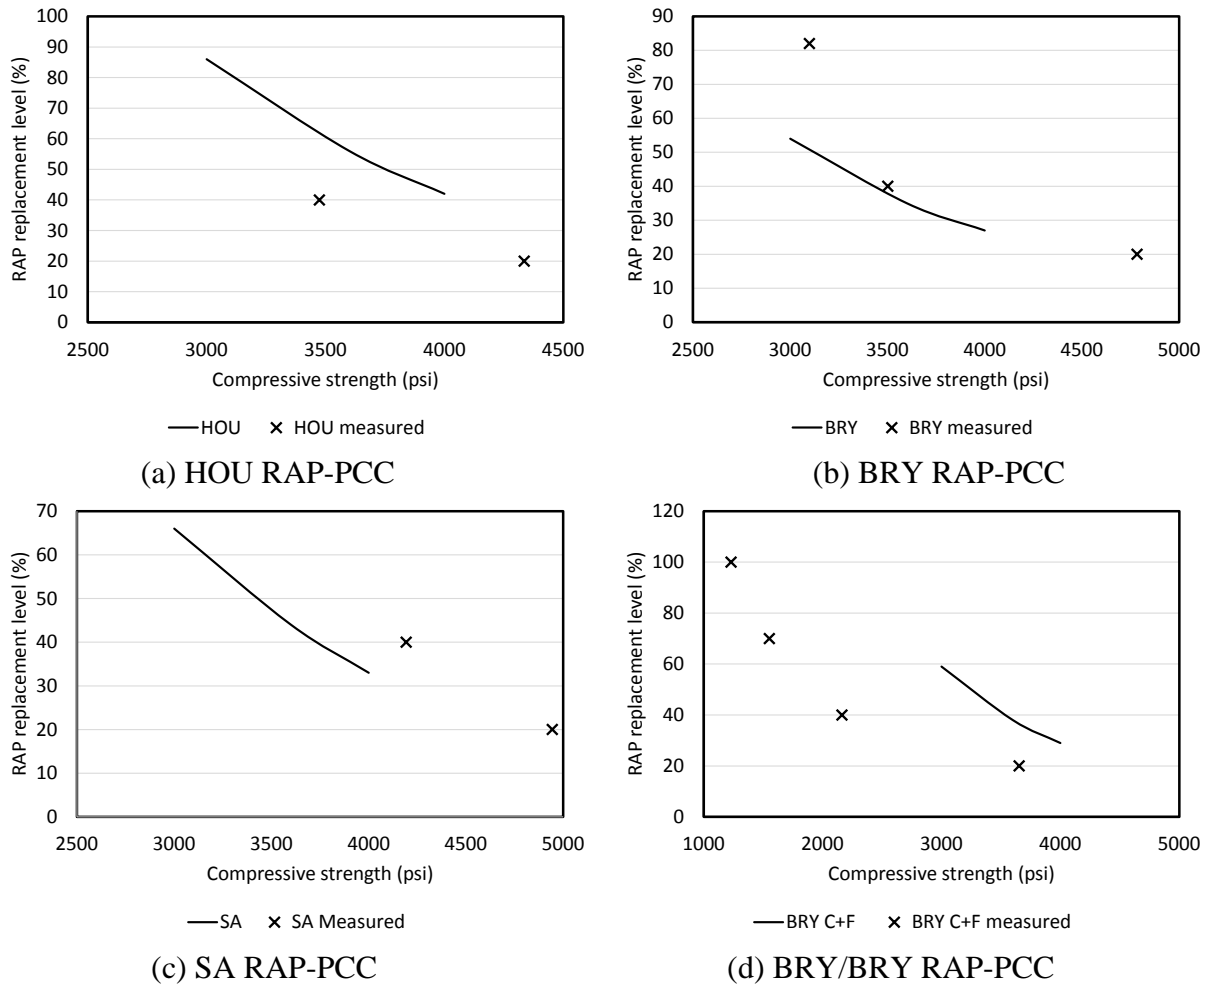 RAP replacement level (%)
100
90
80
70
60
50
40
30
20
10
0
2500 3000 3500 4000 4500
Compressive strength (psi)
HOU HOU measured
(a) HOU RAP-PCC
RAP replacement level (%)
90
80
70
60
50
40
30
20
10
0
2500 3000 3500 4000 4500 5000
Compressive strength (psi)
BRY BRY measured
(b) BRY RAP-PCC
RAP replacement level (%)
70
60
50
40
30
20
10
0
2500 3000 3500 4000 4500 5000
Compressive strength (psi)
SA SA Measured
(c) SA RAP-PCC
RAP replacement level (%)
120
100
80
60
40
20
0
1000 2000 3000 4000 5000
Compressive strength (psi)
BRY C+F BRY C+F measured
(d) BRY/BRY RAP-PCC